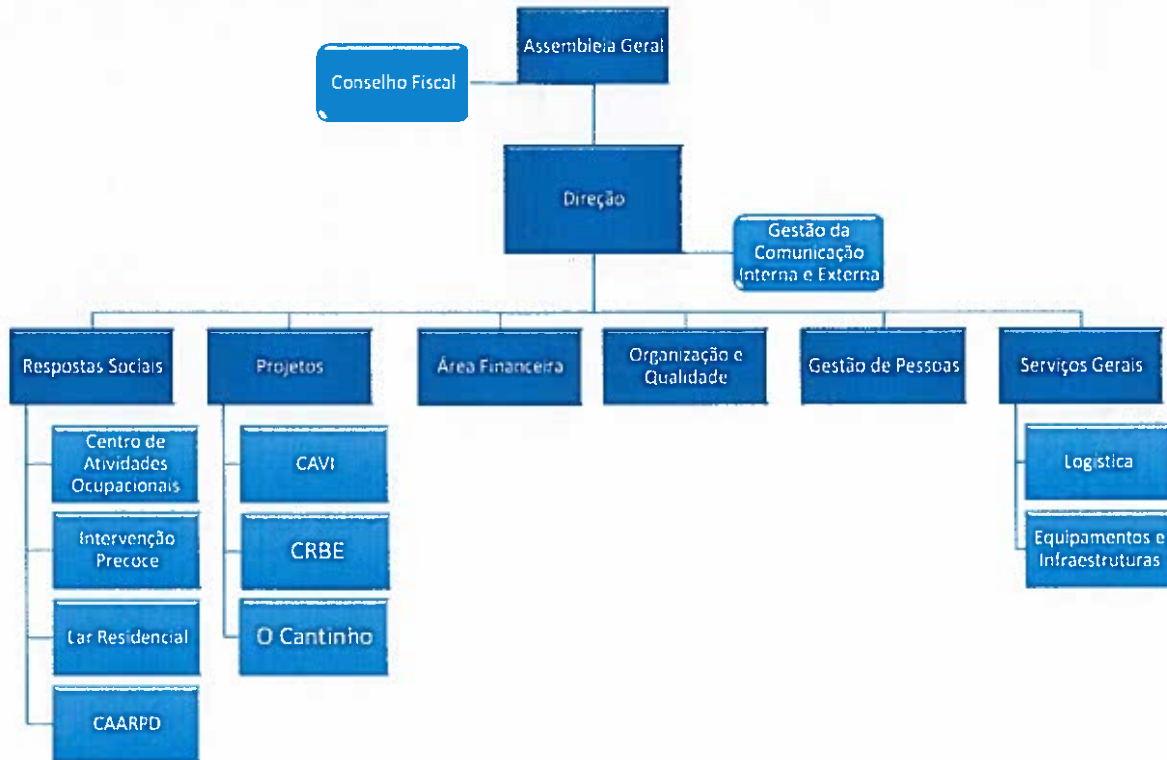 Assembleia Geral
Conselho Fiscal
Direção
Gestão da
Comunicação
Interna e Externa
Respostas Sociais
Projetos
Área Financeira
Organização e
Qualidade
Gestão de Pessoas
Serviços Gerais
Centro de
Atividades
Ocupacionais
CAVI
Logística
Intervenção
Precoce
CRBE
Equipamentos e
Infraestruturas
Lar Residencial
O Cantinho
CAARPD